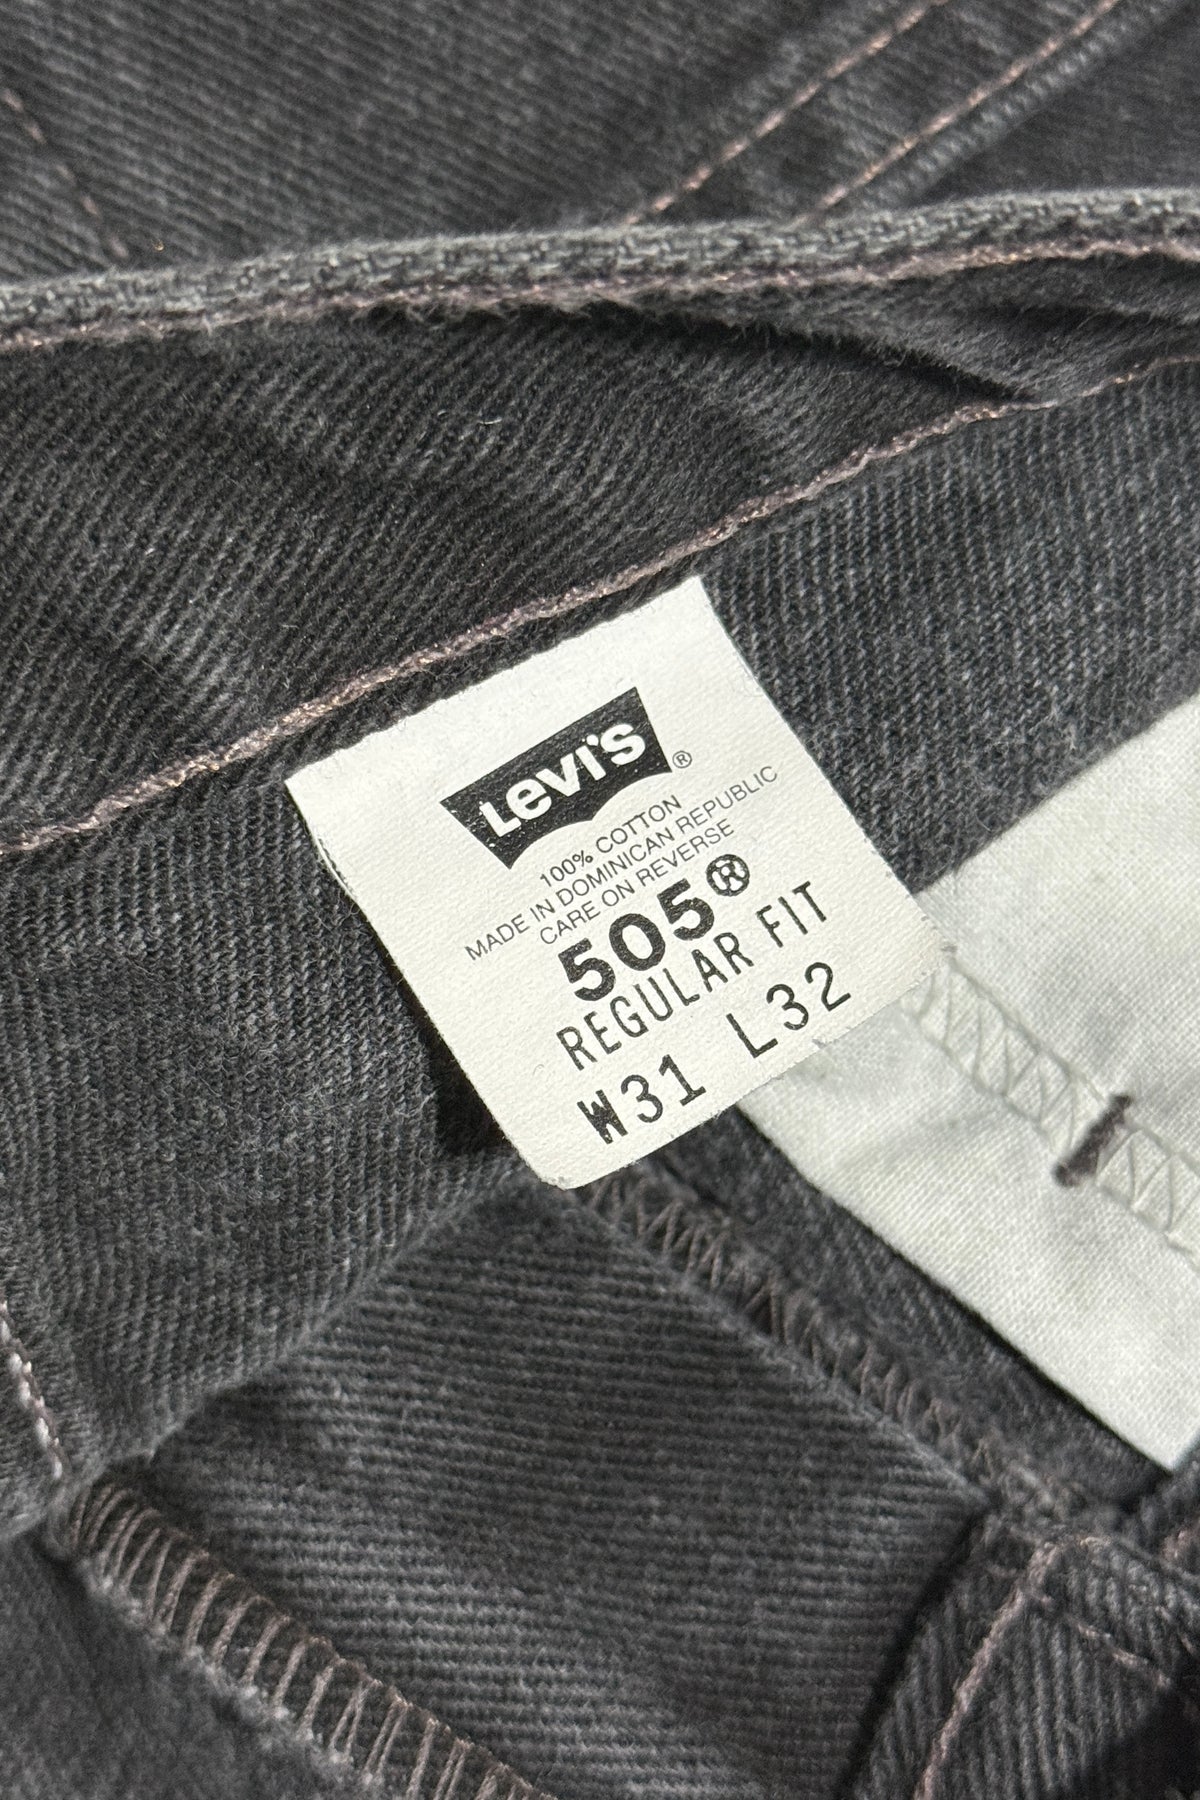 Levi's®
100% COTTON
MADE IN DOMINICAN REPUBLIC
CARE ON REVERSE
505®
REGULAR FIT
W31 L32